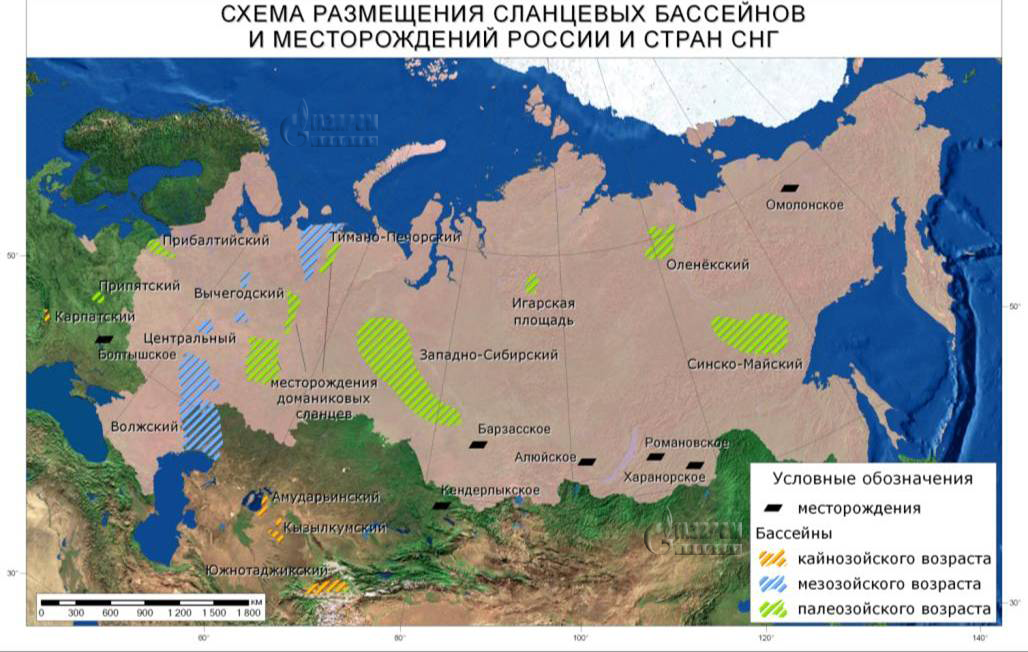 СХЕМА РАЗМЕЩЕНИЯ СЛАНЦЕВЫХ БАССЕЙНОВ
И МЕСТОРОЖДЕНИЙ РОССИИ И СТРАН СНГ
Омолонское
Прибалтийский
Тимано-Печорский
50°
Оленёкский
Припятский
Вычегодский
Игарская
площадь
50°
Карпатский
Центральный
Болтышское
Западно-Сибирский
Синско-Майский
месторождения
доманиковых
сланцев
Волжский
Барзасское
Романовское
Алюйское
Харанорское
Кендерлыкское
Амударьинский
Кызылкумский
Южнотаджикский
30°
30°
Условные обозначения
месторождения
Бассейны
кайнозойского возраста
мезозойского возраста
палеозойского возраста
км
0 300 600 900 1 200 1 500 1 800
60° 80° 100° 120° 140°